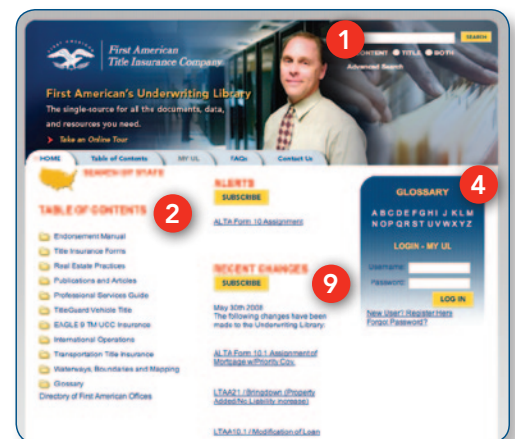 First American
Title Insurance Company
1
SEARCH
CONTENT TITLE BOTH
Advanced Search
First American's Underwriting Library
The single-source for all the documents, data,
and resources you need.
Take an Online Tour
HOME Table of Contents MY UL FAQs Contact Us
SEARCH BY STATE
TABLE OF CONTENTS 2
Endorsement Manual
Title Insurance Forms
Real Estate Practices
Publications and Articles
Professional Services Guide
TitleGuard Vehicle Title
EAGLE 9 TM UCC Insurance
International Operations
Transportation Title Insurance
Waterways, Boundaries and Mapping
Glossary
Directory of First American Offices
ALERTS
SUBSCRIBE
ALTA Form 10 Assignment
RECENT CHANGES
SUBSCRIBE 9
May 30th 2008
The following changes have been
made to the Underwriting Library:
ALTA Form 10.1 Assignment of
Mortgage w/Priority Cov.
LTAA21 / Bringdown (Property
Added/No Liability increase)
LTAA10.1 / Modification of Loan
GLOSSARY 4
A B C D E F G H I J K L M
N O P Q R S T U V W X Y Z
LOGIN - MY UL
Username:
Password:
LOG IN
New User? Register Here
Forgot Password?